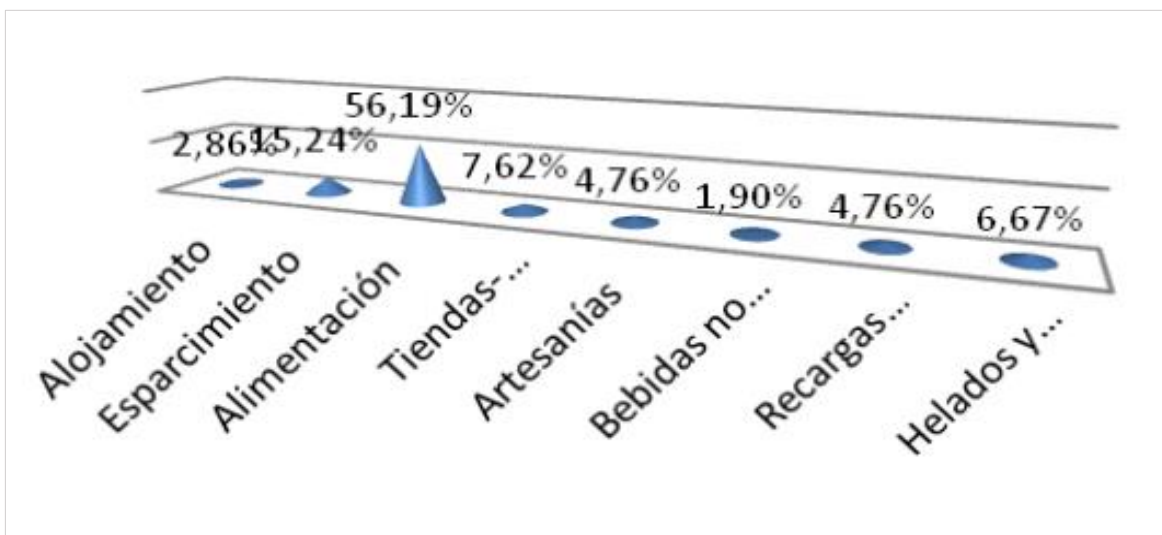 56,19%
2,86%
15,24%
7,62%
4,76%
1,90%
4,76%
6,67%
Alojamiento
Esparcimiento
Alimentación
Tiendas-...
Artesanías
Bebidas no...
Recargas...
Helados y...